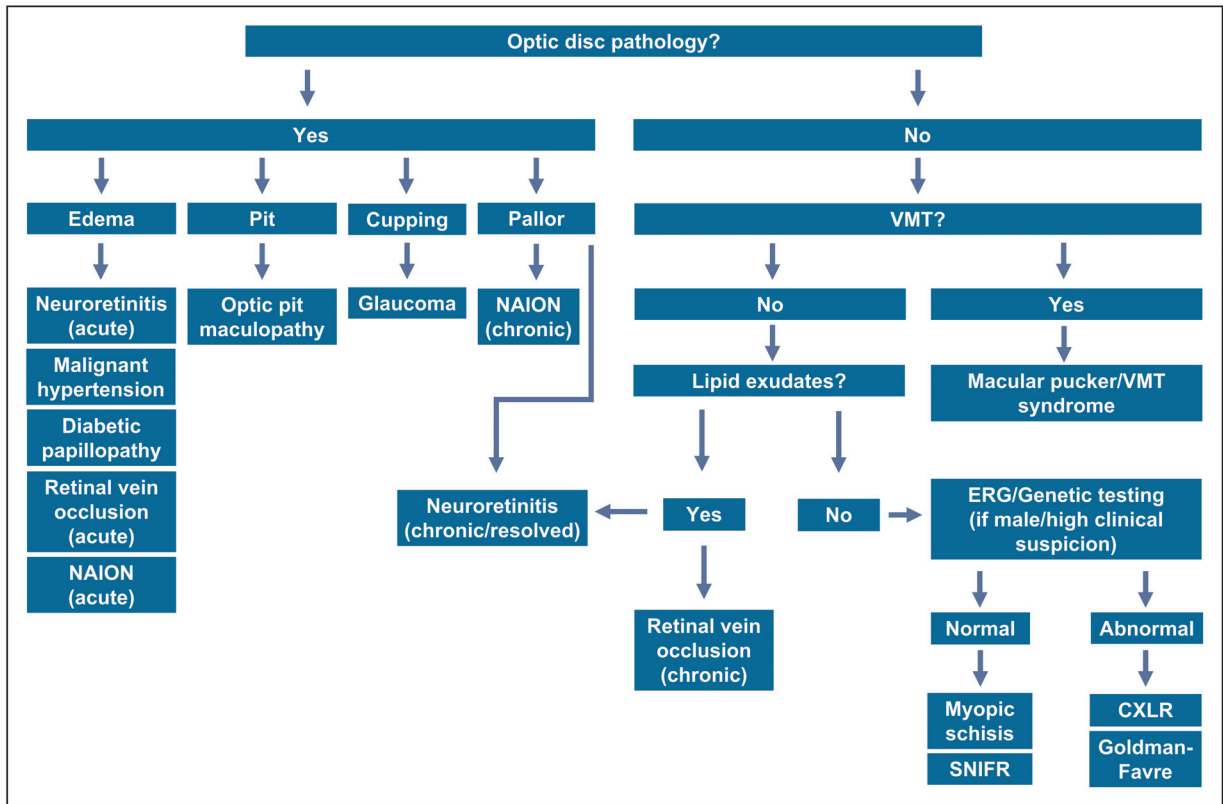 Optic disc pathology?
Yes
No
Edema
Pit
Cupping
Pallor
VMT?
Neuroretinitis
(acute)
Malignant
hypertension
Diabetic
papillopathy
Retinal vein
occlusion
(acute)
NAION
(acute)
Optic pit
maculopathy
Glaucoma
NAION
(chronic)
No
Yes
Lipid exudates?
Macular pucker/VMT
syndrome
Neuroretinitis
(chronic/resolved)
Yes
No
ERG/Genetic testing
(if male/high clinical
suspicion)
Retinal vein
occlusion
(chronic)
Normal
Abnormal
Myopic
schisis
SNIFR
CXLR
Goldman-
Favre